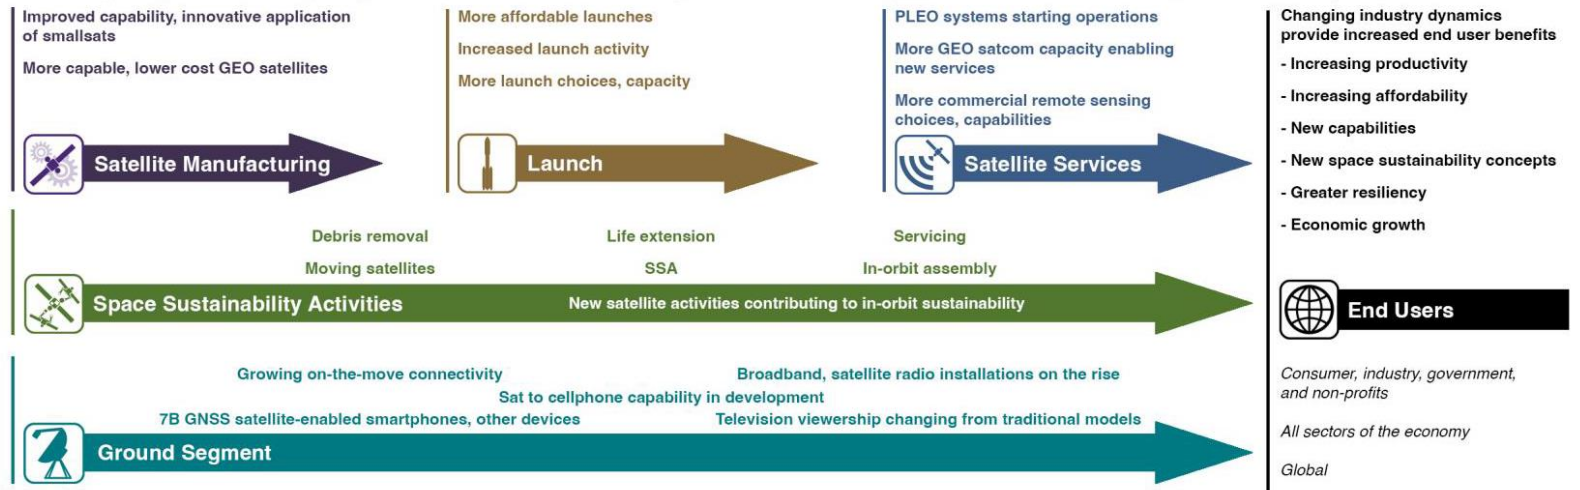 Improved capability, innovative application
of smallsats
More capable, lower cost GEO satellites
Satellite Manufacturing
More affordable launches
Increased launch activity
More launch choices, capacity
Launch
PLEO systems starting operations
More GEO satcom capacity enabling
new services
More commercial remote sensing
choices, capabilities
Satellite Services
Debris removal
Life extension
Servicing
Moving satellites
SSA
In-orbit assembly
Space Sustainability Activities
New satellite activities contributing to in-orbit sustainability
Growing on-the-move connectivity
Broadband, satellite radio installations on the rise
Sat to cellphone capability in development
7B GNSS satellite-enabled smartphones, other devices
Television viewership changing from traditional models
Ground Segment
Changing industry dynamics
provide increased end user benefits
- Increasing productivity
- Increasing affordability
- New capabilities
- New space sustainability concepts
- Greater resiliency
- Economic growth
End Users
Consumer, industry, government,
and non-profits
All sectors of the economy
Global